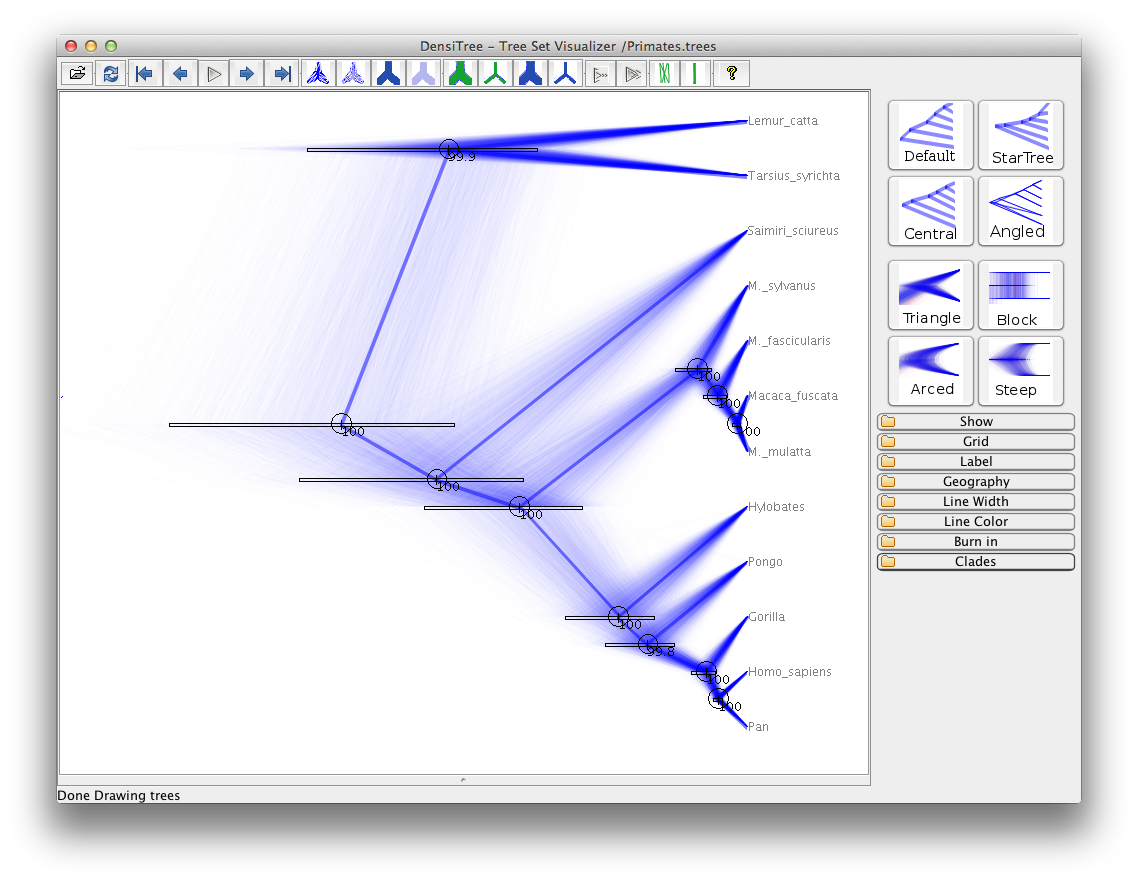 DensiTree - Tree Set Visualizer /Primates.trees
?
Lemur_catta
99.9
Tarsius_syrichta
Saimiri_sciureus
M._sylvanus
M._fascicularis
100
Macaca_fuscata
100
100
00
M._mulatta
100
Hylobates
100
Pongo
100
Gorilla
99.8
Homo_sapiens
100
100
Pan
Default
StarTree
Central
Angled
Triangle
Block
Arced
Steep
Show
Grid
Label
Geography
Line Width
Line Color
Burn in
Clades
Done Drawing trees